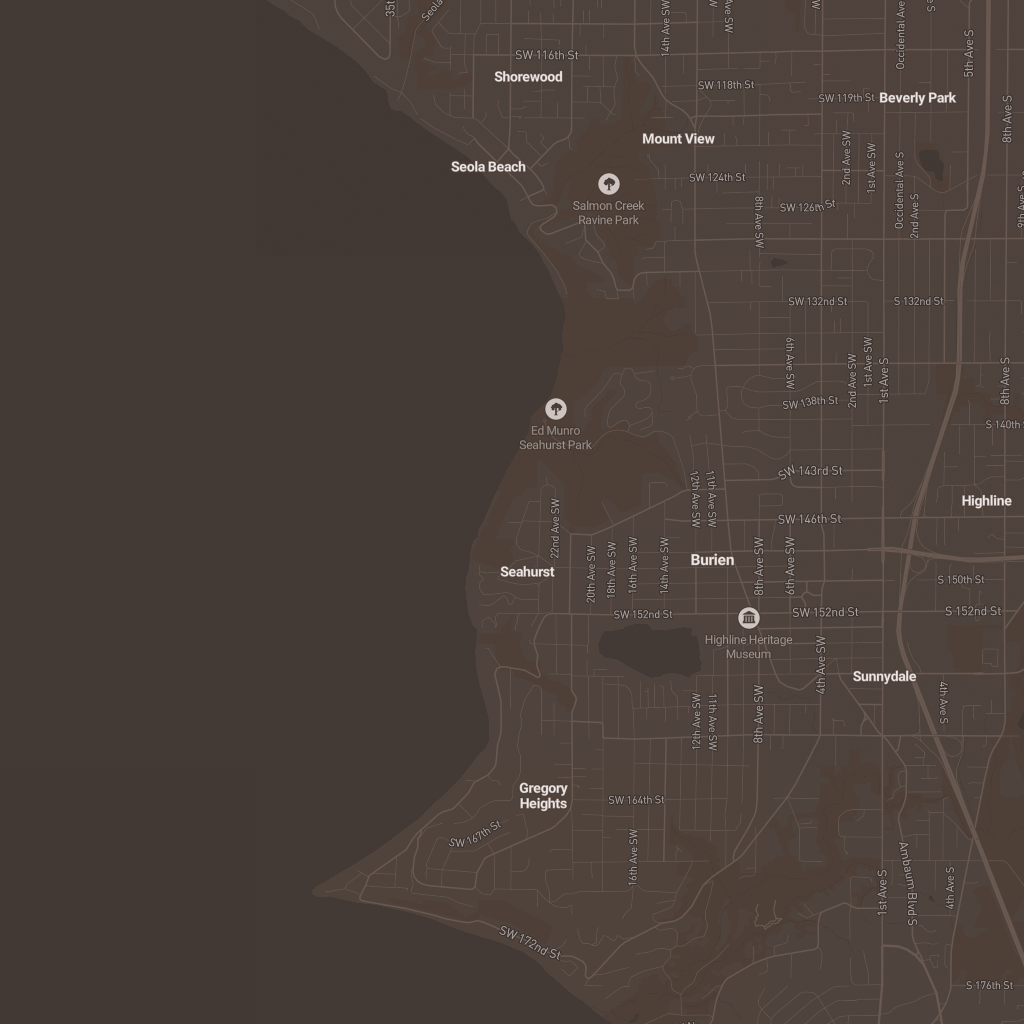 35t
Seola
14th Ave SW
Ave SW
Occidental Ave
5th Ave S
SW 116th St
Shorewood
SW 118th St
SW 119th St
Beverly Park
8th Ave S
Mount View
Seola Beach
SW 124th St
2nd Ave SW
1st Ave SW
Occidental Ave S
2nd Ave S
9th Ave S
Salmon Creek
Ravine Park
8th Ave SW
SW 126th St
SW 132nd St
S 132nd St
6th Ave SW
2nd Ave SW
1st Ave SW
1st Ave S
8th Ave S
SW 138th St
Ed Munro
Seahurst Park
S 140th S
SW 143rd St
12th Ave SW
11th Ave SW
Highline
22nd Ave SW
SW 146th St
20th Ave SW
18th Ave SW
16th Ave SW
14th Ave SW
Burien
8th Ave SW
6th Ave SW
Seahurst
S 150th St
SW 152nd St
SW 152nd St
S 152nd St
Highline Heritage
Museum
4th Ave SW
Sunnydale
12th Ave SW
11th Ave SW
8th Ave SW
4th Ave S
Gregory
Heights
SW 164th St
SW 167th St
16th Ave SW
Ambaum Blvd S
1st Ave S
4th Ave S
SW 172nd St
S 176th St